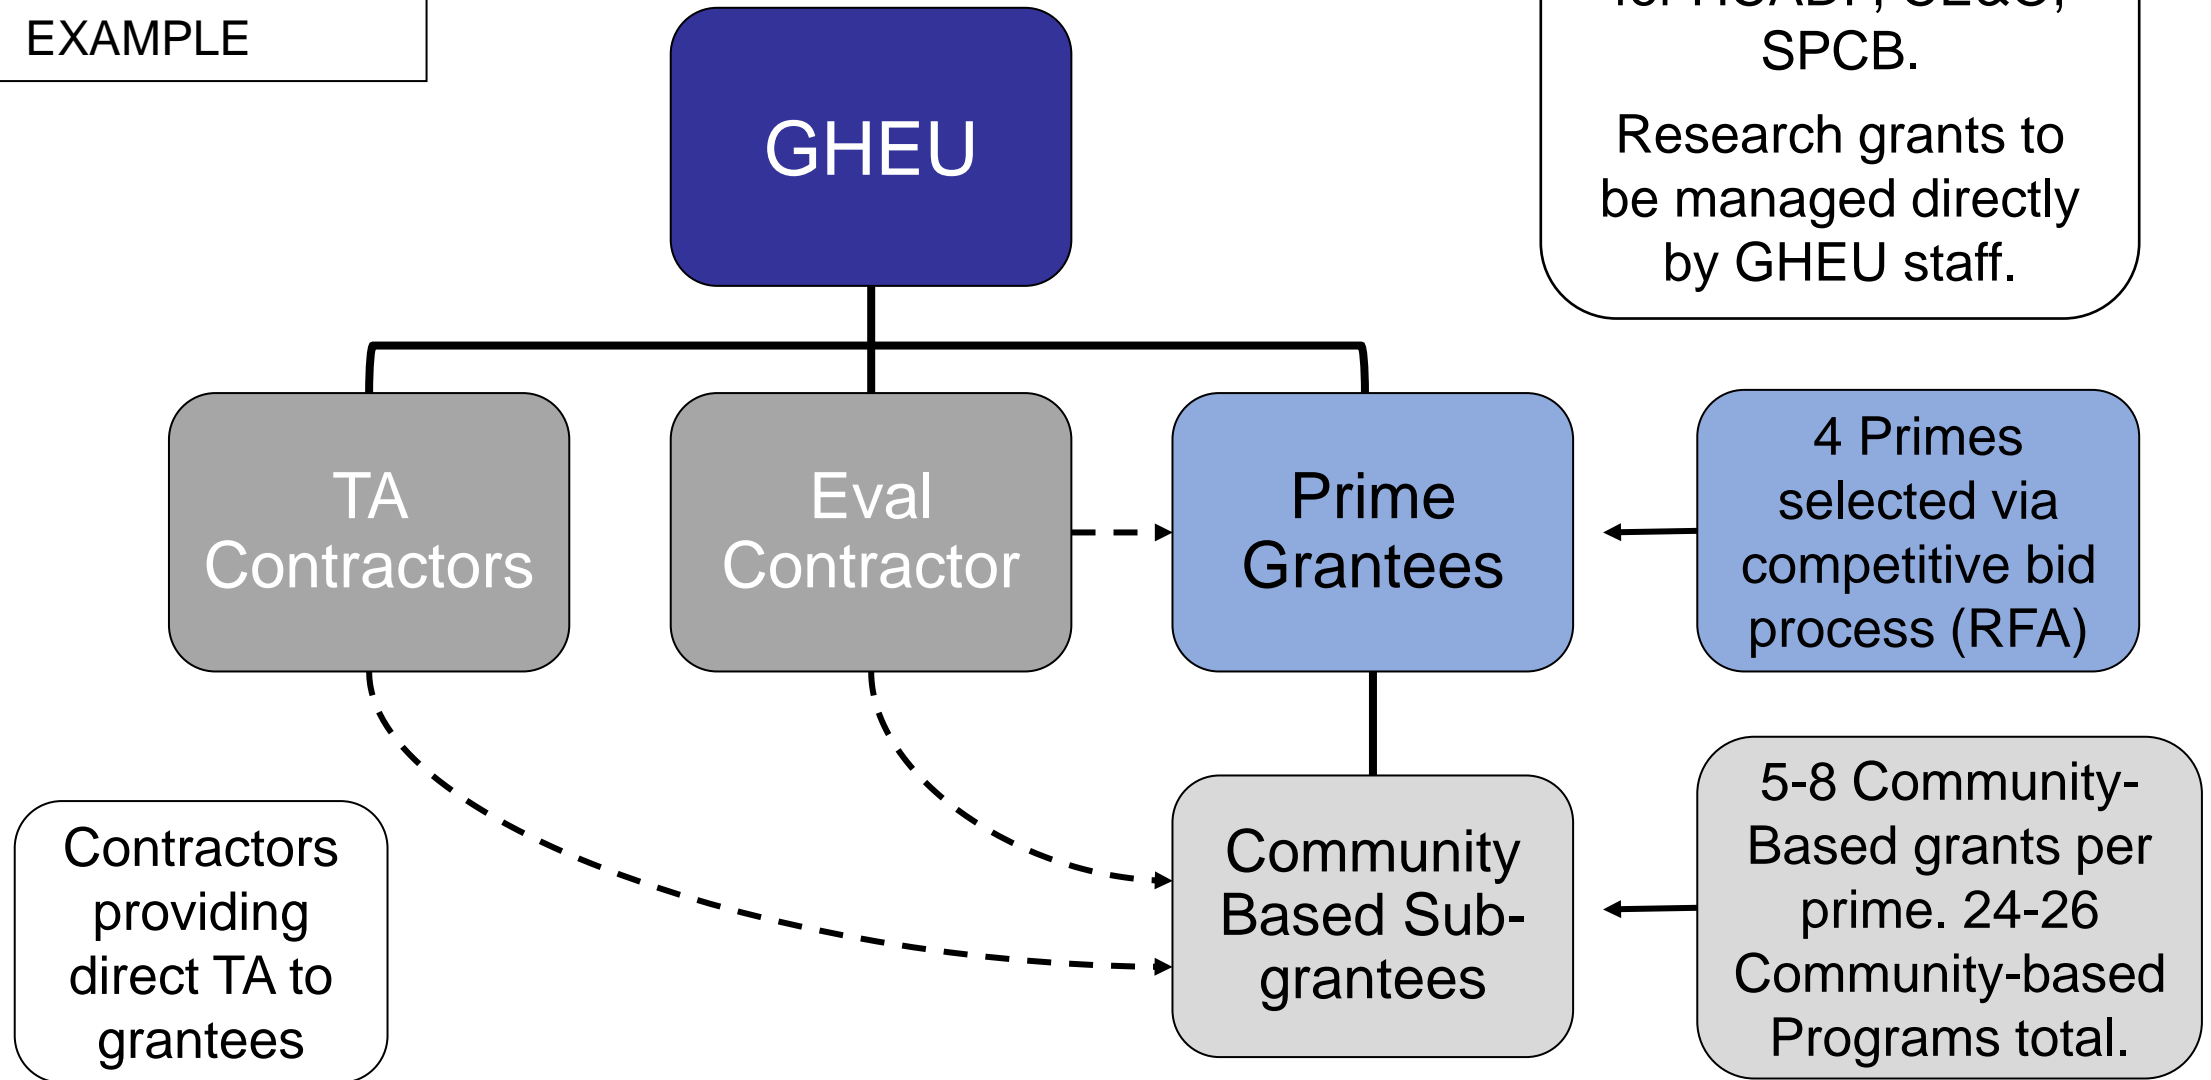 EXAMPLE
SPCB.
Research grants to
be managed directly
by GHEU staff.
GHEU
TA
Contractors
Eval
Contractor
Prime
Grantees
4 Primes
selected via
competitive bid
process (RFA)
Contractors
providing
direct TA to
grantees
Community
Based Sub-
grantees
5-8 Community-
Based grants per
prime. 24-26
Community-based
Programs total.